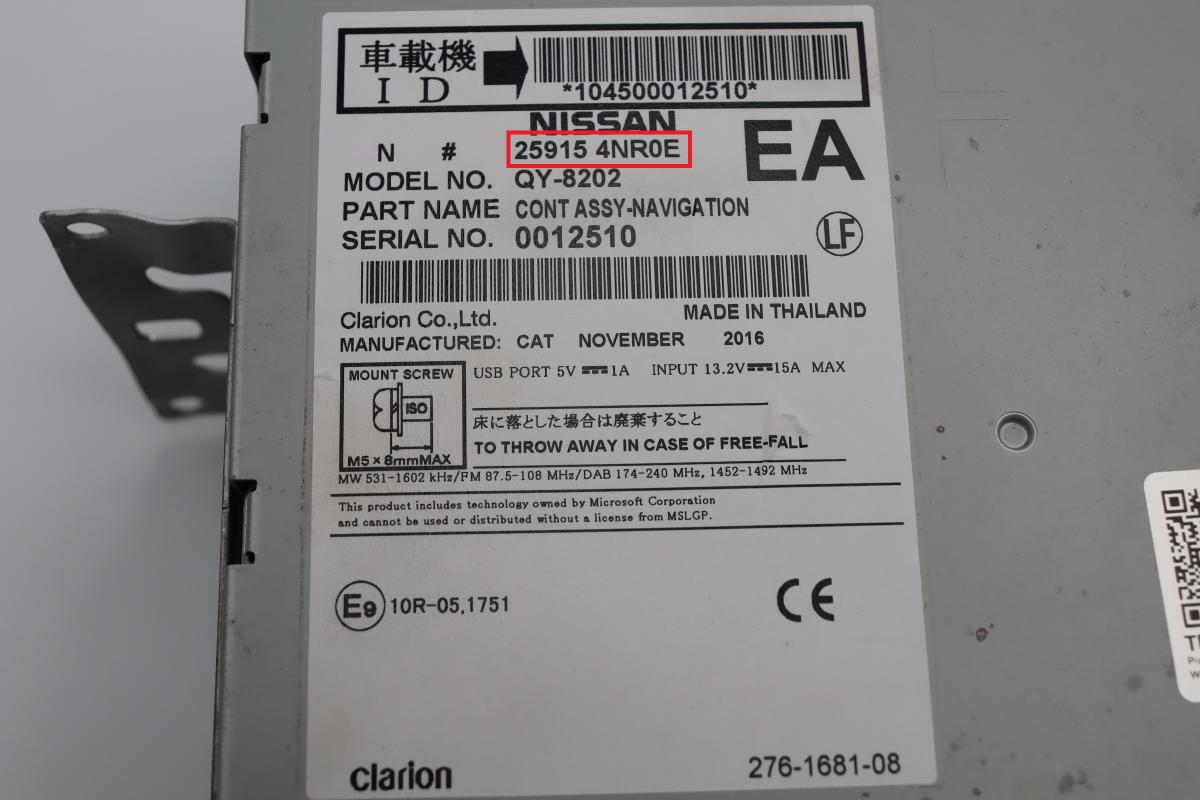 車載機
I D
*104500012510*
NISSAN
N # 25915 4NR0E
EA
MODEL NO. QY-8202
PART NAME CONT ASSY-NAVIGATION
SERIAL NO. 0012510
LF
Clarion Co.,Ltd. MADE IN THAILAND
MANUFACTURED: CAT NOVEMBER 2016
MOUNT SCREW
ISO
M5×8mmMAX
USB PORT 5V ⎓ 1A INPUT 13.2V ⎓ 15A MAX
床に落とした場合は廃棄すること
TO THROW AWAY IN CASE OF FREE-FALL
MW 531-1602 kHz/FM 87.5-108 MHz/DAB 174-240 MHz, 1452-1492 MHz
This product includes technology owned by Microsoft Corporation
and cannot be used or distributed without a license from MSLGP.
E9 10R-05,1751
CE
clarion
276-1681-08